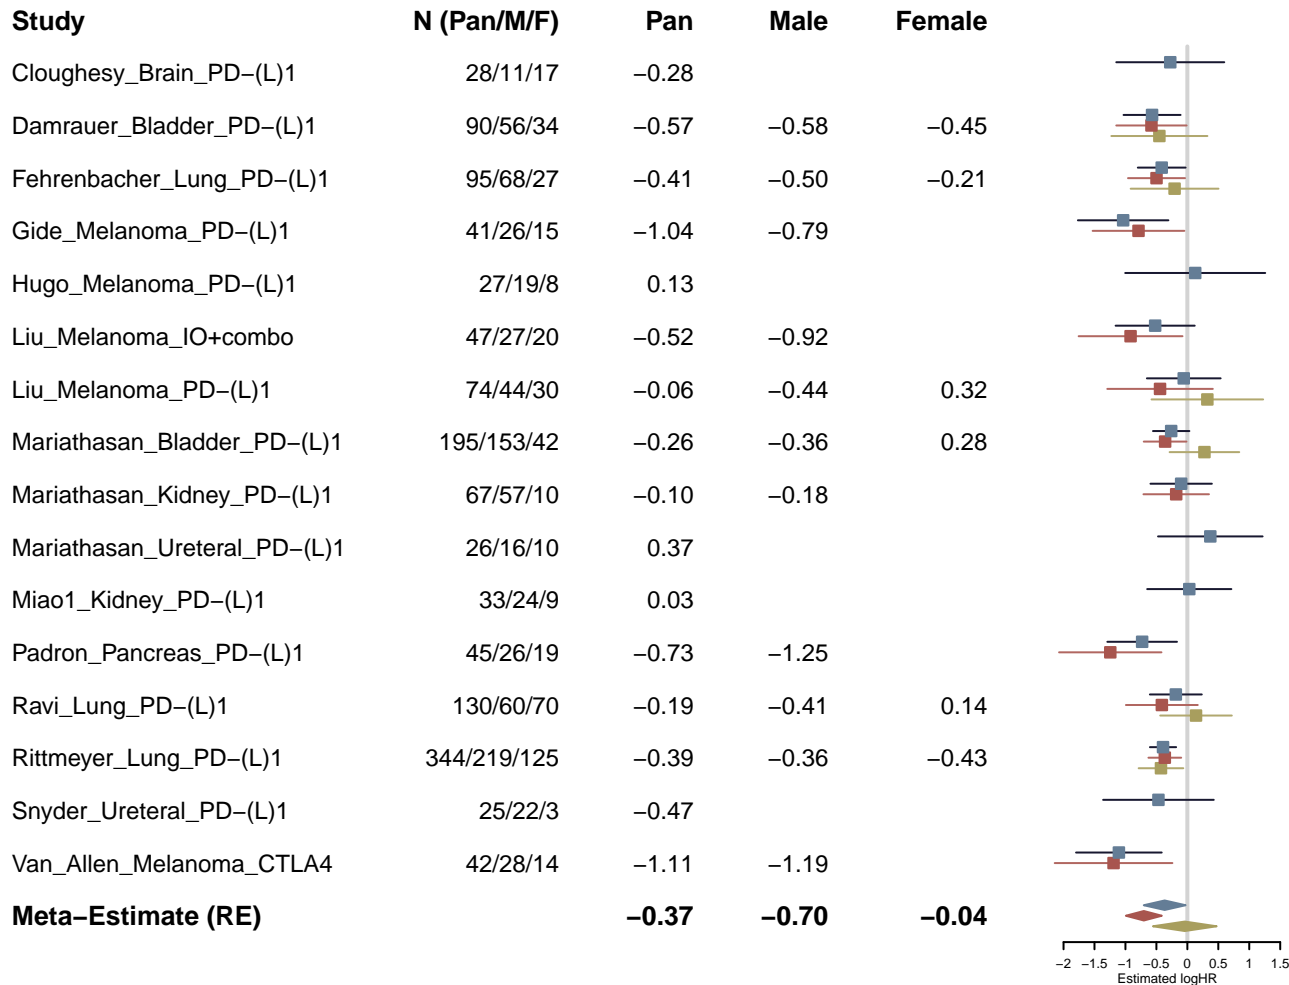 Study N (Pan/M/F) Pan Male Female
Cloughesy_Brain_PD−(L)1 28/11/17 −0.28
Damrauer_Bladder_PD−(L)1 90/56/34 −0.57 −0.58 −0.45
Fehrenbacher_Lung_PD−(L)1 95/68/27 −0.41 −0.50 −0.21
Gide_Melanoma_PD−(L)1 41/26/15 −1.04 −0.79
Hugo_Melanoma_PD−(L)1 27/19/8 0.13
Liu_Melanoma_IO+combo 47/27/20 −0.52 −0.92
Liu_Melanoma_PD−(L)1 74/44/30 −0.06 −0.44 0.32
Mariathasan_Bladder_PD−(L)1 195/153/42 −0.26 −0.36 0.28
Mariathasan_Kidney_PD−(L)1 67/57/10 −0.10 −0.18
Mariathasan_Ureteral_PD−(L)1 26/16/10 0.37
Miao1_Kidney_PD−(L)1 33/24/9 0.03
Padron_Pancreas_PD−(L)1 45/26/19 −0.73 −1.25
Ravi_Lung_PD−(L)1 130/60/70 −0.19 −0.41 0.14
Rittmeyer_Lung_PD−(L)1 344/219/125 −0.39 −0.36 −0.43
Snyder_Ureteral_PD−(L)1 25/22/3 −0.47
Van_Allen_Melanoma_CTLA4 42/28/14 −1.11 −1.19
Meta−Estimate (RE) −0.37 −0.70 −0.04
−2 −1.5 −1 −0.5 0 0.5 1 1.5
Estimated logHR